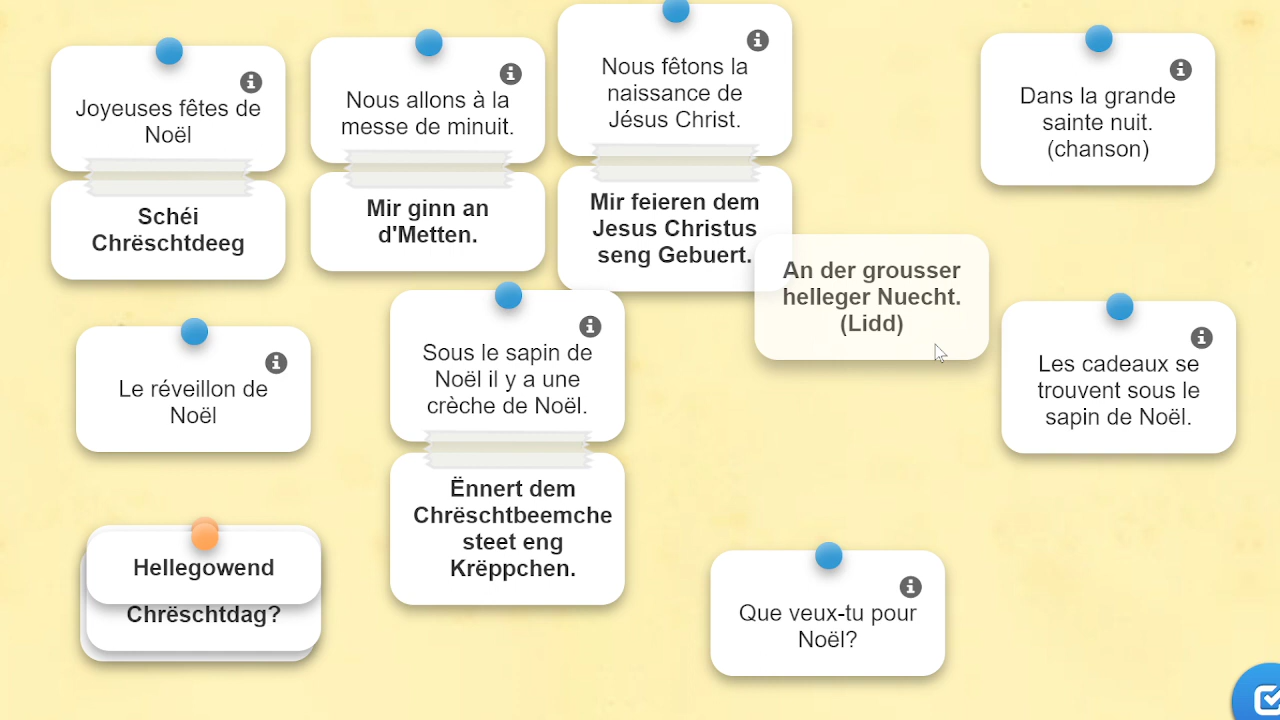 Joyeuses fêtes de
Noël
Schéi
Chrëschtdeeg
Nous allons à la
messe de minuit.
Mir ginn an
d'Metten.
Nous fêtons la
naissance de
Jésus Christ.
Mir feieren dem
Jesus Christus
seng Gebuert.
Dans la grande
sainte nuit.
(chanson)
An der grousser
helleger Nuecht.
(Lidd)
Le réveillon de
Noël
Sous le sapin de
Noël il y a une
crèche de Noël.
Ënnert dem
Chrëschtbeemche
steet eng
Krëppchen.
Les cadeaux se
trouvent sous le
sapin de Noël.
Hellegowend
Chrëschtdag?
Que veux-tu pour
Noël?